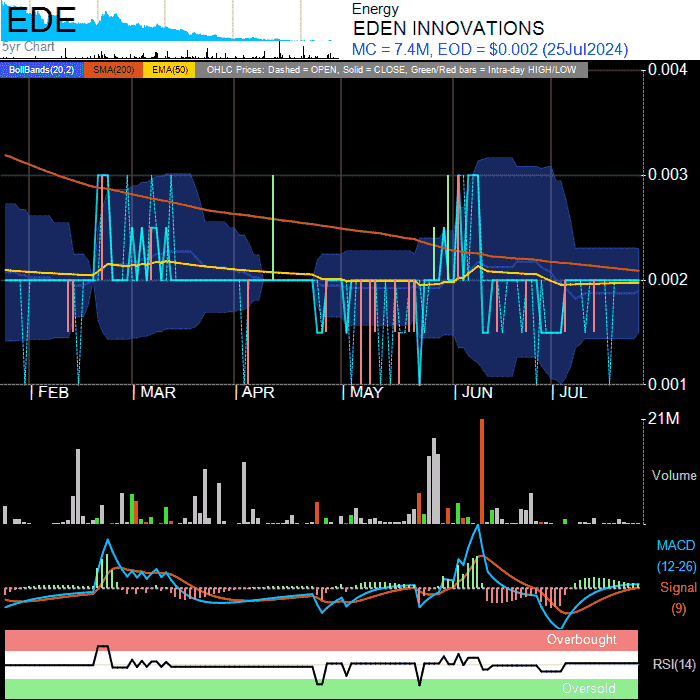 EDE
5yr Chart
Energy
EDEN INNOVATIONS
MC = 7.4M, EOD = $0.002 (25Jul2024)
BollBands(20,2) SMA(200) EMA(50) OHLC Prices: Dashed = OPEN, Solid = CLOSE, Green/Red bars = Intra-day HIGH/LOW
0.004
0.003
0.002
0.001
FEB MAR APR MAY JUN JUL
21M
Volume
MACD
(12-26)
Signal
(9)
Overbought
RSI(14)
Oversold